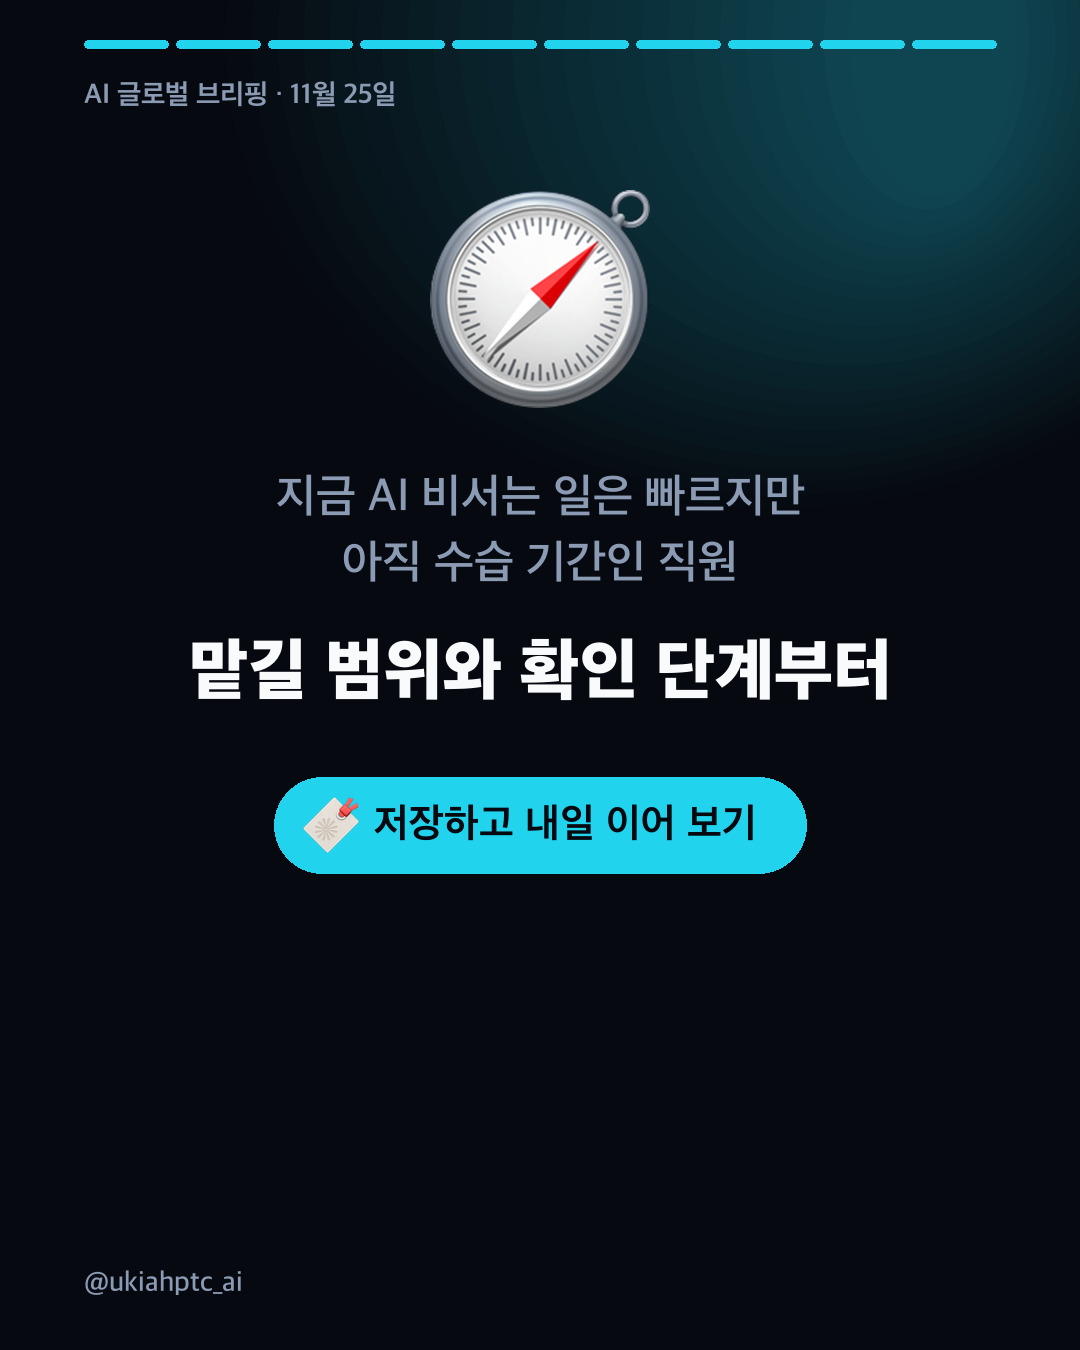 AI 글로벌 브리핑 · 11월 25일
지금 AI 비서는 일은 빠르지만
아직 수습 기간인 직원
맡길 범위와 확인 단계부터
저장하고 내일 이어 보기
@ukiahptc_ai